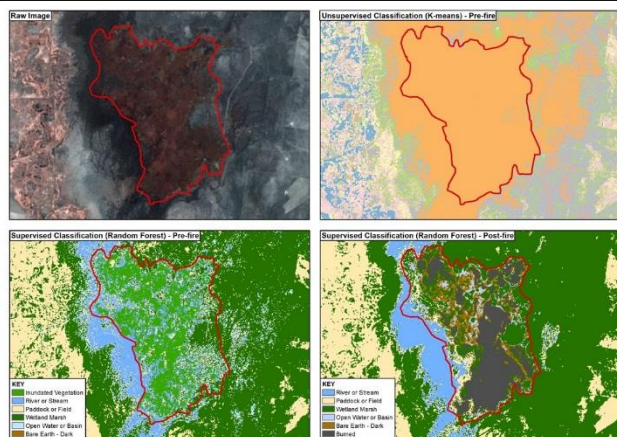 Raw Image
Unsupervised Classification (K-means) - Pre-fire
Supervised Classification (Random Forest) - Pre-fire
KEY
Inundated Vegetation
River or Stream
Paddock or Field
Wetland Marsh
Open Water or Basin
Bare Earth - Dark
Supervised Classification (Random Forest) - Post-fire
KEY
River or Stream
Paddock or Field
Wetland Marsh
Open Water or Basin
Bare Earth - Dark
Burned